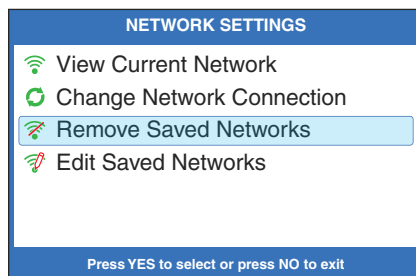 NETWORK SETTINGS
View Current Network
Change Network Connection
Remove Saved Networks
Edit Saved Networks
Press YES to select or press NO to exit